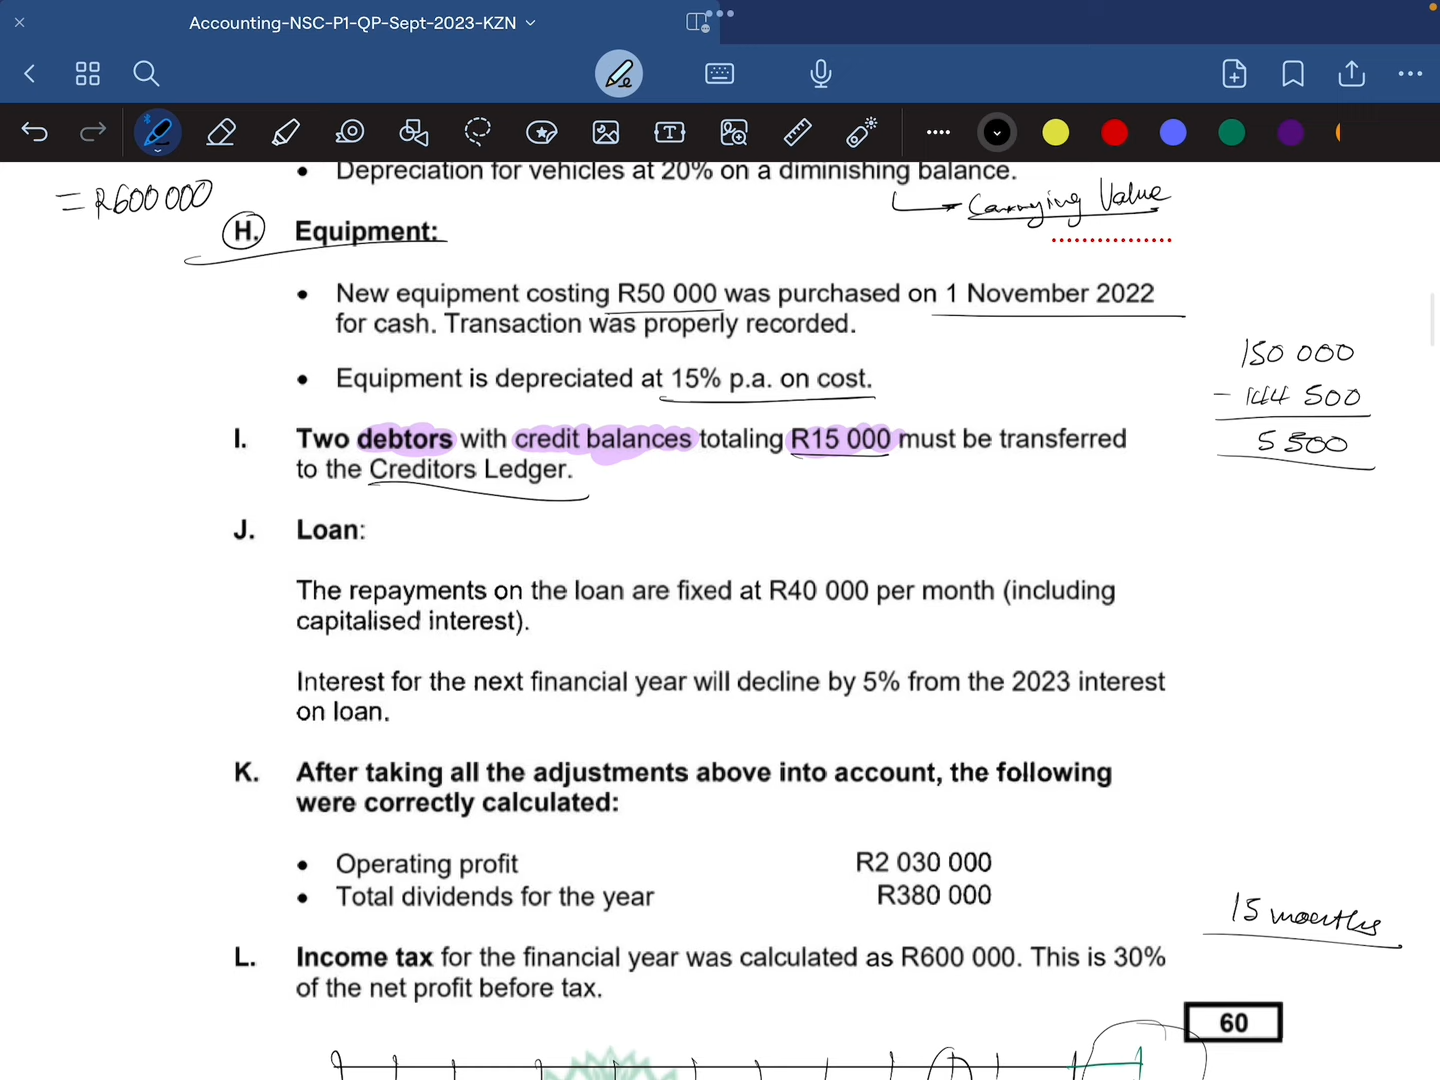 Accounting-NSC-P1-QP-Sept-2023-KZN
• Depreciation for vehicles at 20% on a diminishing balance.
= R600 000
Carrying Value
H. Equipment:
• New equipment costing R50 000 was purchased on 1 November 2022
for cash. Transaction was properly recorded.
• Equipment is depreciated at 15% p.a. on cost.
150 000
- 144 500
5 500
I. Two debtors with credit balances totaling R15 000 must be transferred
to the Creditors Ledger.
J. Loan:
The repayments on the loan are fixed at R40 000 per month (including
capitalised interest).
Interest for the next financial year will decline by 5% from the 2023 interest
on loan.
K. After taking all the adjustments above into account, the following
were correctly calculated:
• Operating profit R2 030 000
• Total dividends for the year R380 000
15 months
L. Income tax for the financial year was calculated as R600 000. This is 30%
of the net profit before tax.
60